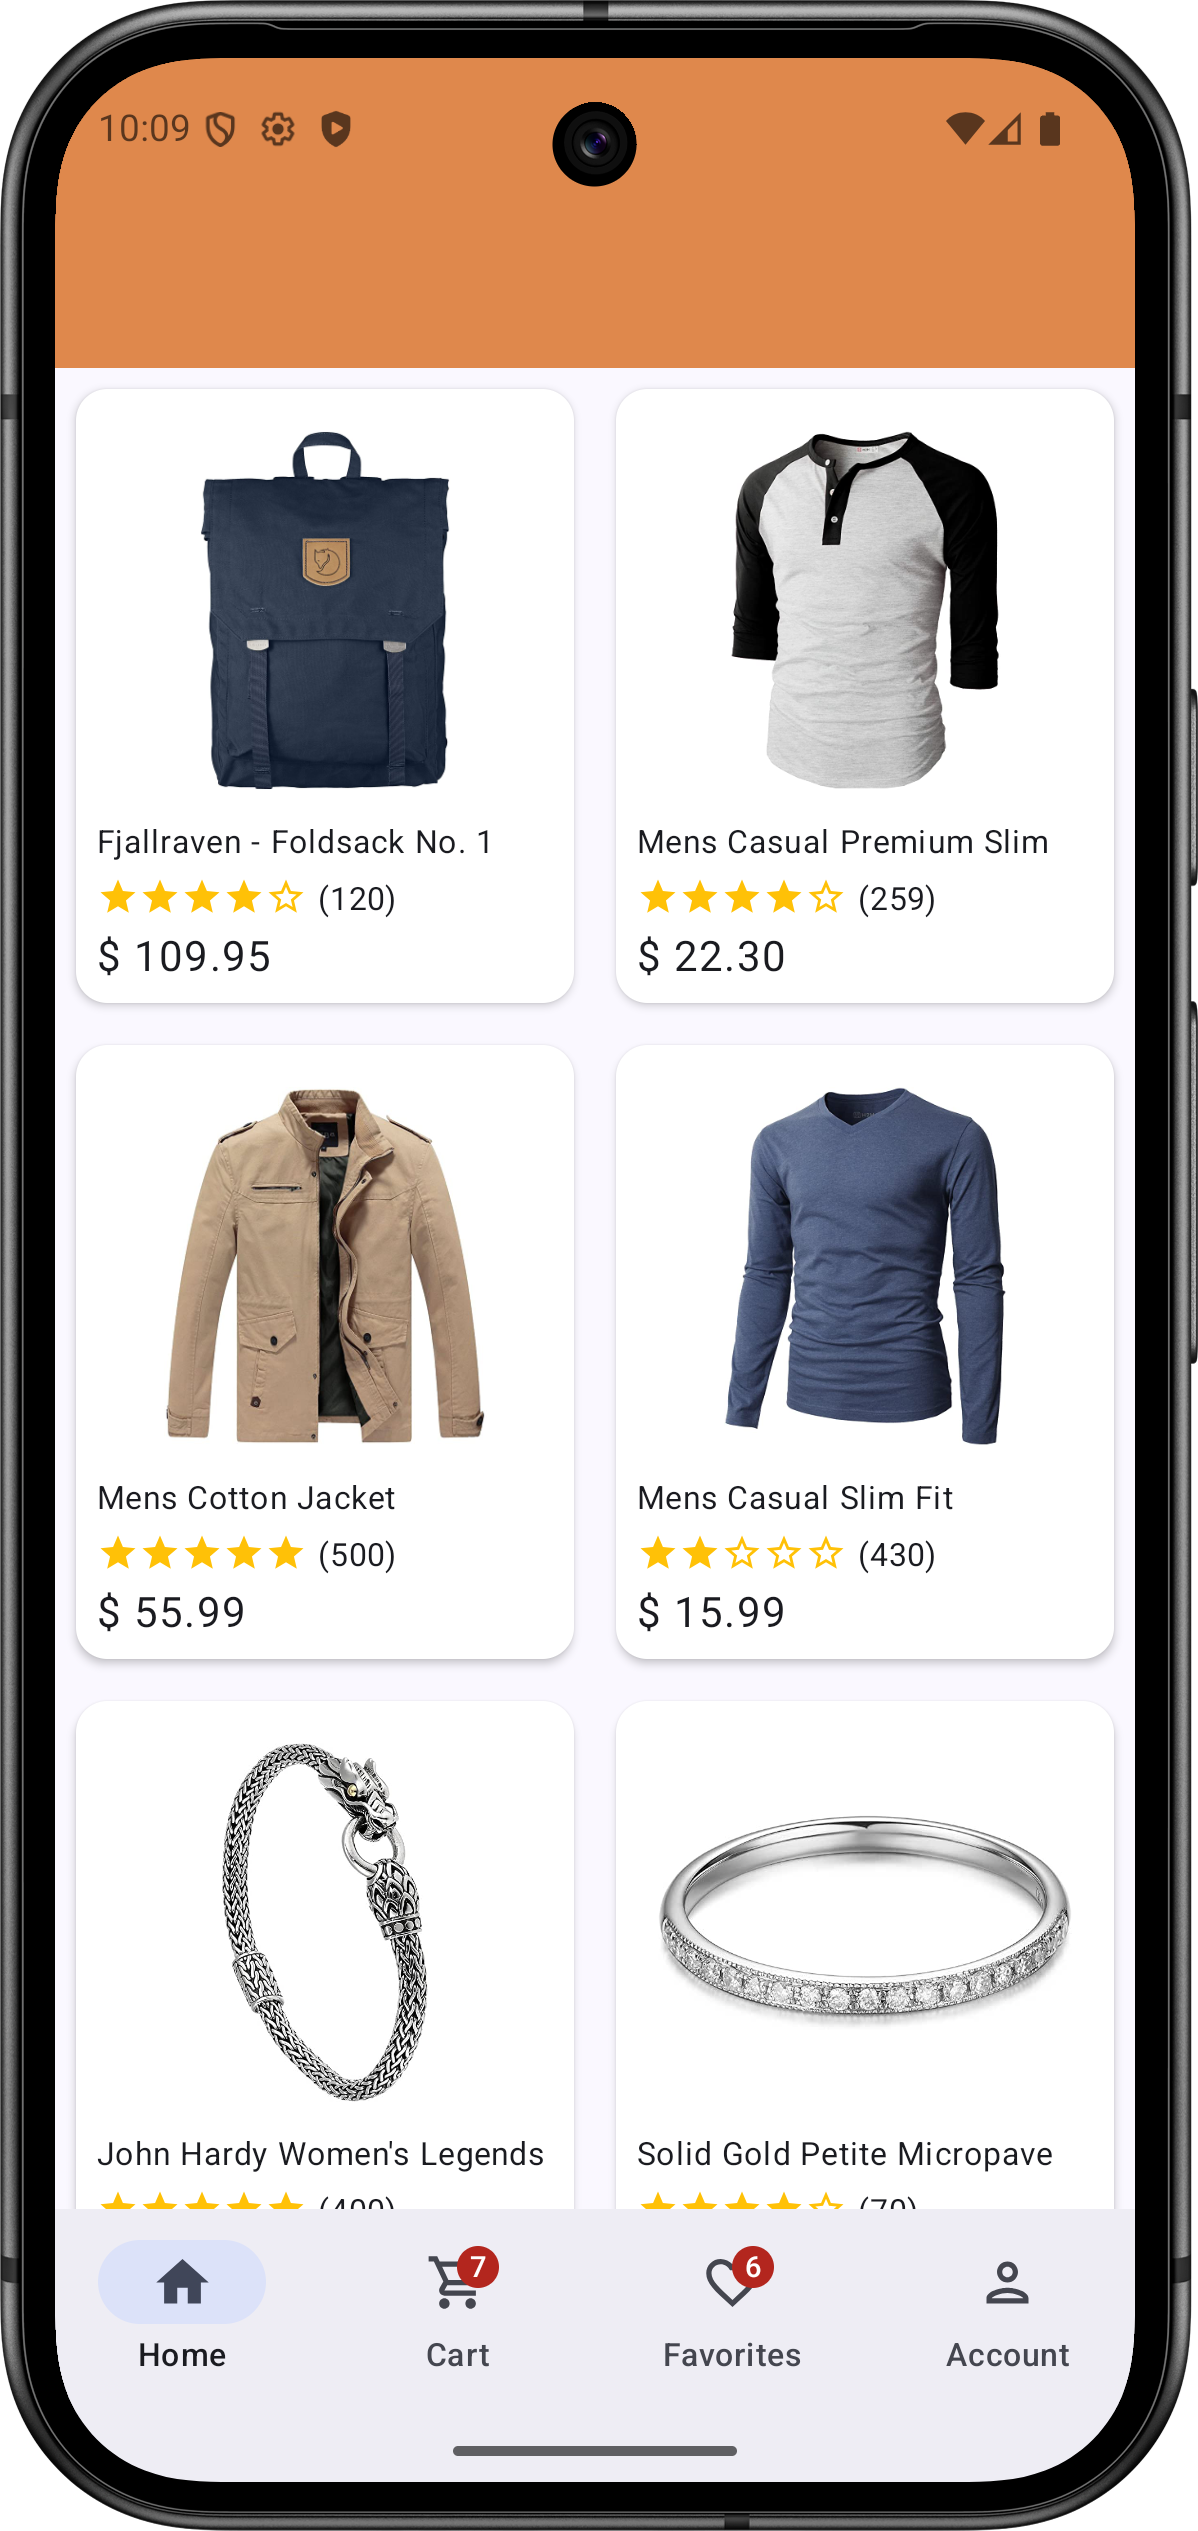 10:09
Fjallraven - Foldsack No. 1
(120)
$ 109.95
Mens Casual Premium Slim
(259)
$ 22.30
Mens Cotton Jacket
(500)
$ 55.99
Mens Casual Slim Fit
(430)
$ 15.99
John Hardy Women's Legends
(400)
Solid Gold Petite Micropave
(70)
7
6
Home
Cart
Favorites
Account